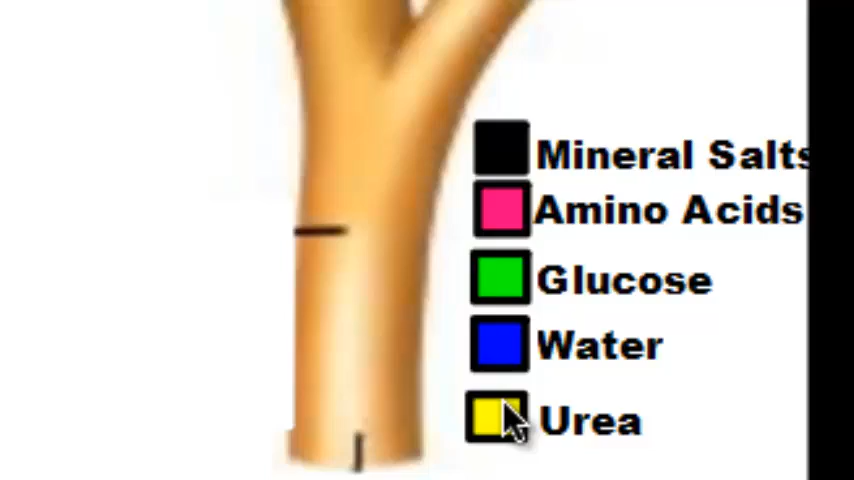 Mineral Salts
Amino Acids
Glucose
Water
Urea